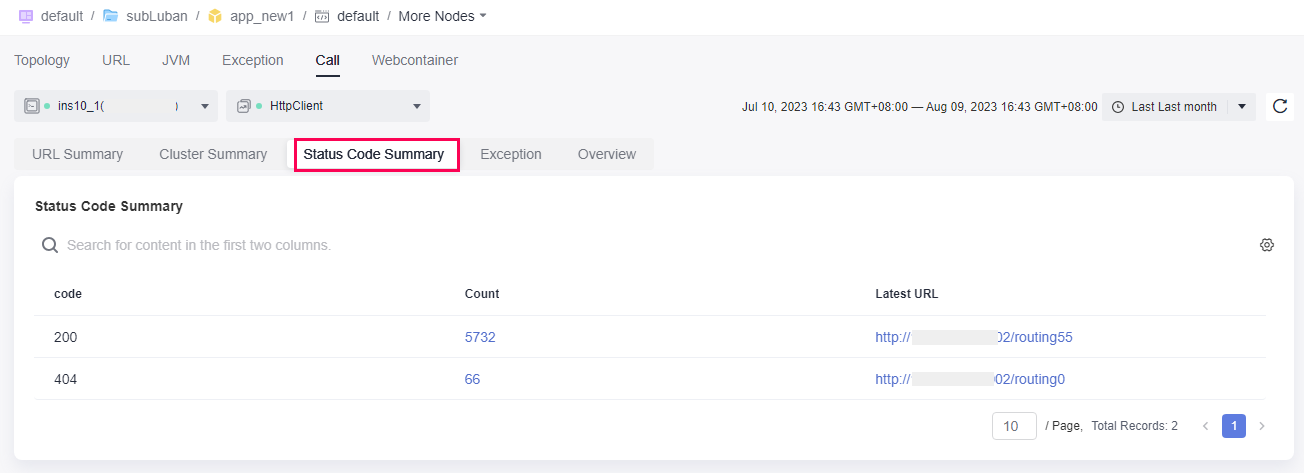 default / subLuban / app_new1 / default / More Nodes
Topology URL JVM Exception Call Webcontainer
ins10_1( ) HttpClient Jul 10, 2023 16:43 GMT+08:00 — Aug 09, 2023 16:43 GMT+08:00 Last Last month
URL Summary Cluster Summary Status Code Summary Exception Overview
Status Code Summary
Search for content in the first two columns.
code Count Latest URL
200 5732 http:// 02/routing55
404 66 http:// 02/routing0
10 / Page, Total Records: 2 < 1 >